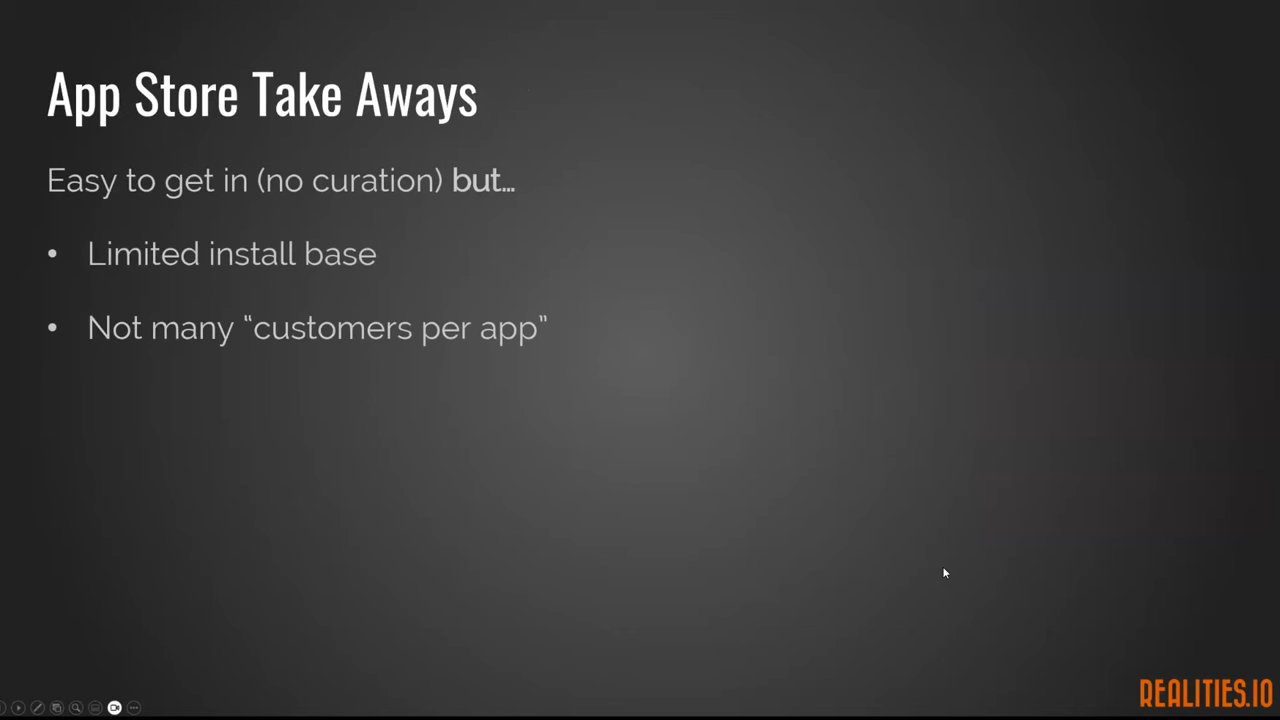 App Store Take Aways
Easy to get in (no curation) but...
• Limited install base
• Not many “customers per app”
REALITIES.IO